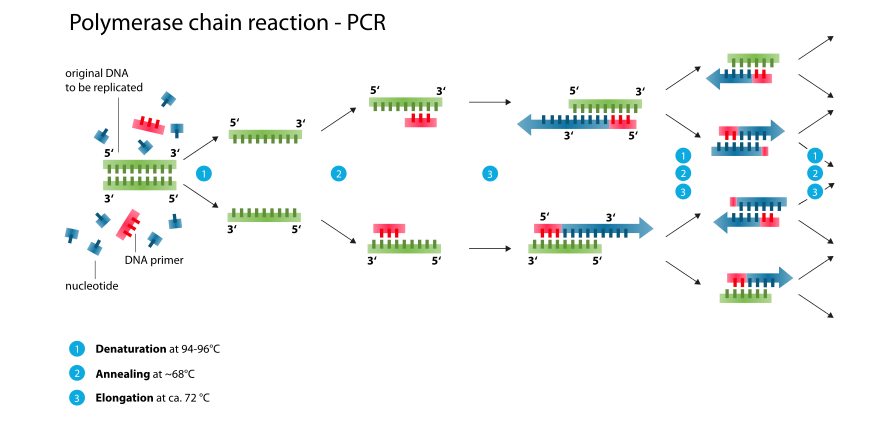 Polymerase chain reaction - PCR
original DNA
to be replicated
5‘ 3‘
3‘ 5‘
DNA primer
nucleotide
1
5‘ 3‘
3‘ 5‘
2
5‘ 3‘
3‘ 5‘
3
5‘ 3‘
3‘ 5‘
5‘ 3‘
3‘ 5‘
1
2
3
1
2
3
1 Denaturation at 94-96°C
2 Annealing at ~68°C
3 Elongation at ca. 72 °C